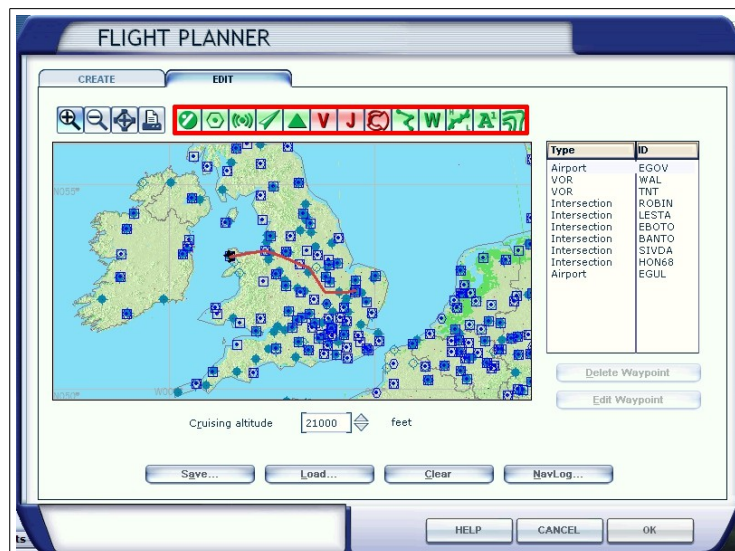 FLIGHT PLANNER
CREATE
EDIT
V J W A¹
N055°
N050°
Type ID
Airport EGOV
VOR WAL
VOR TNT
Intersection ROBIN
Intersection LESTA
Intersection EBOTO
Intersection BANTO
Intersection SIVDA
Intersection HON68
Airport EGUL
Delete Waypoint
Edit Waypoint
Cruising altitude 21000 feet
Save... Load... Clear NavLog...
ts
HELP CANCEL OK